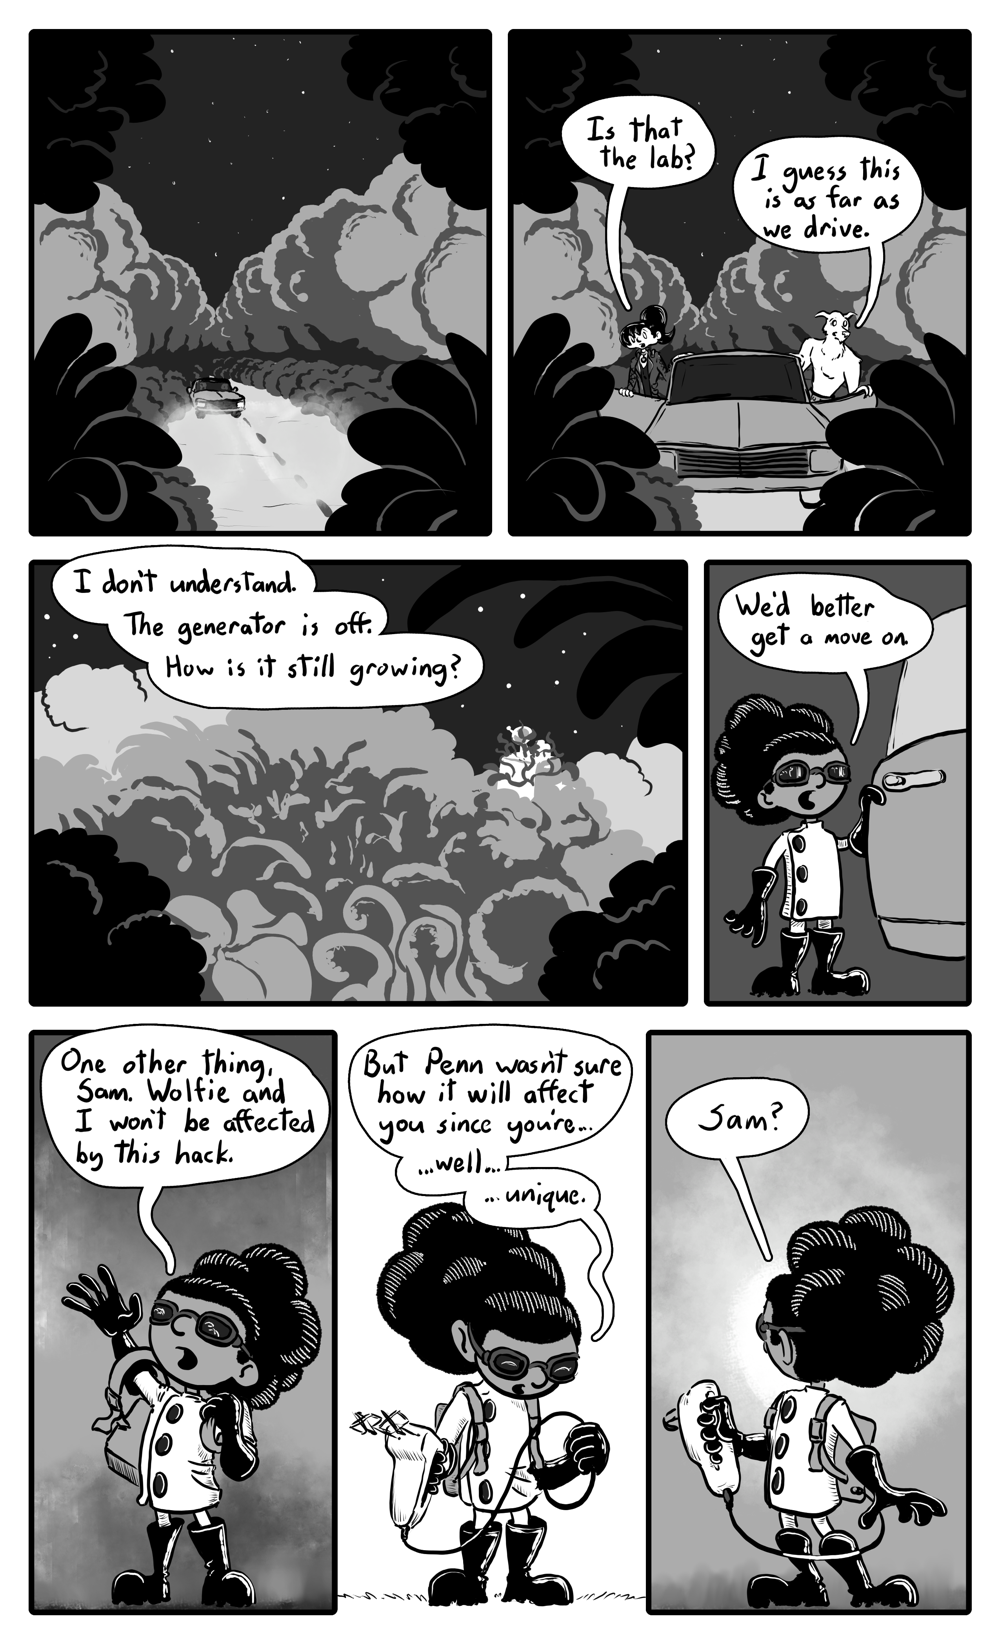 Is that
the lab?
I guess this
is as far as
we drive.
I don't understand.
The generator is off.
How is it still growing?
We'd better
get a move on.
One other thing,
Sam. Wolfie and
I won't be affected
by this hack.
But Penn wasn't sure
how it will affect
you since you're...
...well...
... unique.
Sam?